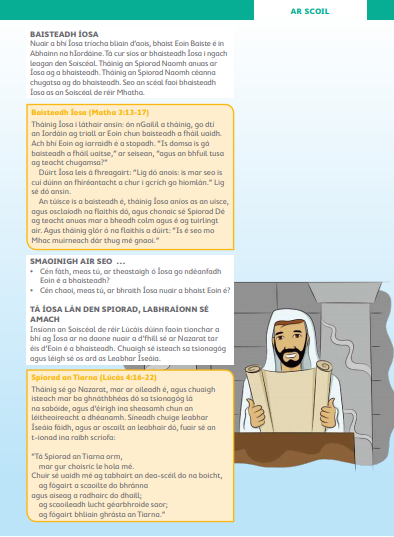 AR SCOIL
BAISTEADH ÍOSA
Nuair a bhí Íosa tríocha bliain d'aois, bhaist Eoin Baiste é in
Abhainn na hIordáine. Tá cur síos ar bhaisteadh Íosa i ngach
leagan den Soiscéal. Tháinig an Spiorad Naomh anuas ar
Íosa ag a bhaisteadh. Tháinig an Spiorad Naomh céanna
chugatsa ag do bhaisteadh. Seo an scéal faoi bhaisteadh
Íosa as an Soiscéal de réir Mhatha.
Baisteadh Íosa (Matha 3:13-17)
Tháinig Íosa i láthair ansin: ón nGailíl a tháinig, go dtí
an Iordáin ag triall ar Eoin chun baisteadh a fháil uaidh.
Ach bhí Eoin ag iarraidh é a stopadh. "Is domsa is gá
baisteadh a fháil uaitse," ar seisean, "agus an bhfuil tusa
ag teacht chugamsa?"
Dúirt Íosa leis á fhreagairt: "Lig dó anois: is mar seo is
cuí dúinn an fhíréantacht a chur i gcrích go hiomlán." Lig
sé dó ansin.
An túisce is a baisteadh é, tháinig Íosa aníos as an uisce,
agus osclaíodh na flaithis dó, agus chonaic sé Spiorad Dé
ag teacht anuas mar a bheadh colm agus é ag tuirlingt
air. Agus tháinig glór ó na flaithis a dúirt: "Is é seo mo
Mhac muirneach dár thug mé gnaoi."
SMAOINIGH AIR SEO ...
• Cén fáth, meas tú, ar theastaigh ó Íosa go ndéanfadh
Eoin é a bhaisteadh?
• Cén chaoi, meas tú, ar bhraith Íosa nuair a bhaist Eoin é?
TÁ ÍOSA LÁN DEN SPIORAD, LABHRAÍONN SÉ
AMACH
Insíonn an Soiscéal de réir Lúcáis dúinn faoin tionchar a
bhí ag Íosa ar na daoine nuair a d'fhill sé ar Nazarat tar
éis d'Eoin é a bhaisteadh. Chuaigh sé isteach sa tsionagóg
agus léigh sé os ard as Leabhar Íseáia.
Spiorad an Tiarna (Lúcás 4:16-22)
Tháinig sé go Nazarat, mar ar oileadh é, agus chuaigh
isteach mar ba ghnáthbhéas dó sa tsionagóg lá
na sabóide, agus d'éirigh ina sheasamh chun an
léitheoireacht a dhéanamh. Síneadh chuige leabhar
Íseáia fáidh, agus ar oscailt an leabhair dó, fuair sé an
t-ionad ina raibh scríofa:
"Tá Spiorad an Tiarna orm,
mar gur choisric le hola mé.
Chuir sé uaidh mé ag tabhairt an dea-scéil do na boicht,
ag fógairt a scaoilte do bhránna
agus aiseag a radhairc do dhaill;
ag scaoileadh lucht géarbhroide saor;
ag fógairt bhliain ghrásta an Tiarna."